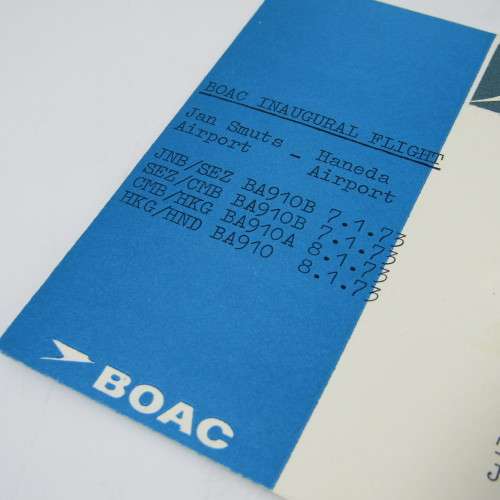 BOAC INAUGURAL FLIGHT
Jan Smuts - Haneda
Airport Airport
JNB/SEZ BA910B 7.1.73
SEZ/CMB BA910B 7.1.73
CMB/HKG BA910A 8.1.73
HKG/HND BA910 8.1.73
BOAC